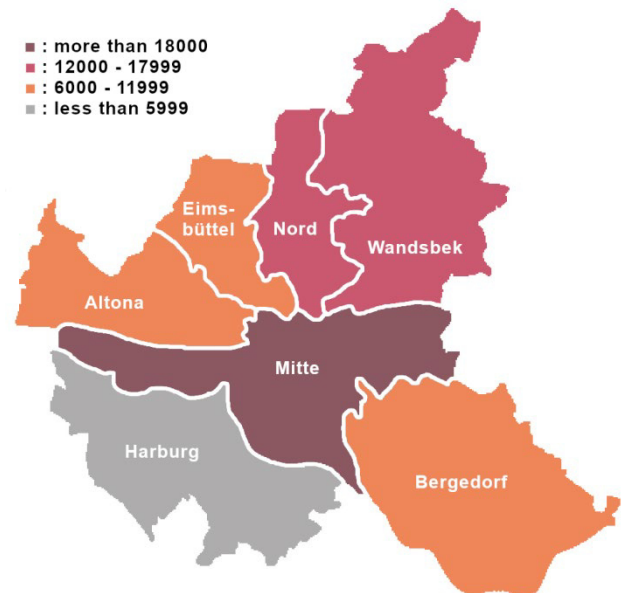 : more than 18000
: 12000 - 17999
: 6000 - 11999
: less than 5999
Eims-
büttel
Nord
Wandsbek
Altona
Mitte
Harburg
Bergedorf